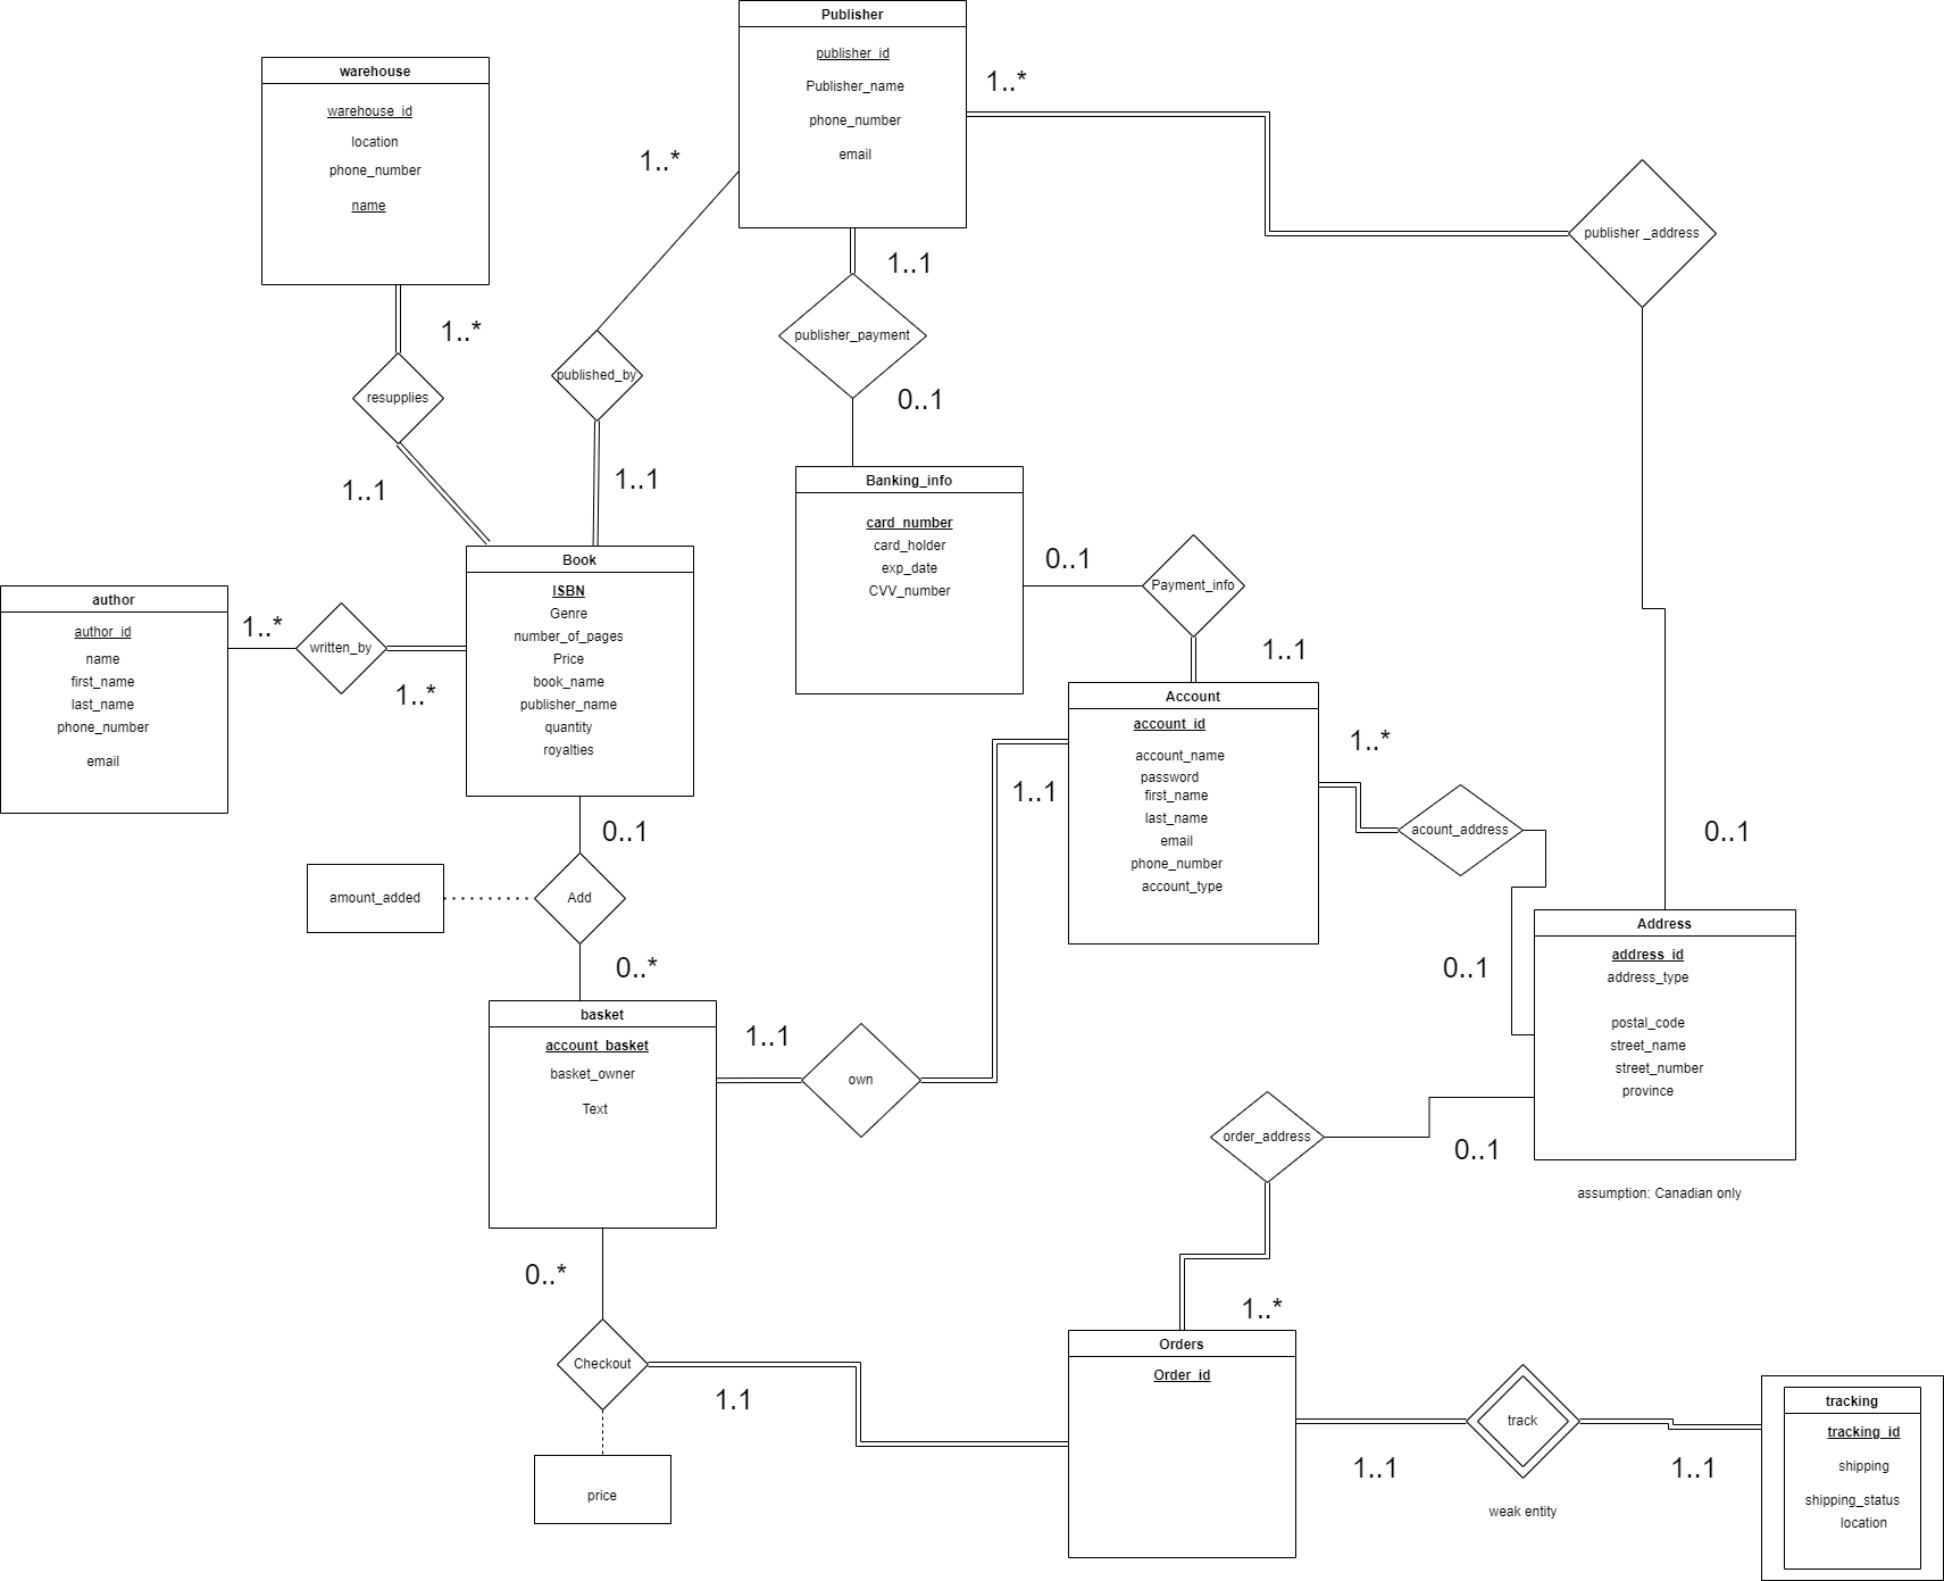 Publisher
publisher_id
Publisher_name
phone_number
email
1..*
warehouse
warehouse_id
location
phone_number
name
1..*
publisher _address
1..1
1..*
publisher_payment
0..1
published_by
resupplies
1..1
1..1
Banking_info
card_number
card_holder
exp_date
CVV_number
0..1
Payment_info
1..1
Book
ISBN
Genre
number_of_pages
Price
book_name
publisher_name
quantity
royalties
author
author_id
name
first_name
last_name
phone_number
email
1..*
written_by
1..*
Account
account_id
account_name
password
first_name
last_name
email
phone_number
account_type
1..1
1..*
acount_address
0..1
0..1
0..1
amount_added
Add
0..*
Address
address_id
address_type
postal_code
street_name
street_number
province
assumption: Canadian only
basket
account_basket
basket_owner
Text
1..1
own
order_address
0..1
1..*
0..*
Checkout
1.1
price
Orders
Order_id
1..1
track
1..1
weak entity
tracking
tracking_id
shipping
shipping_status
location